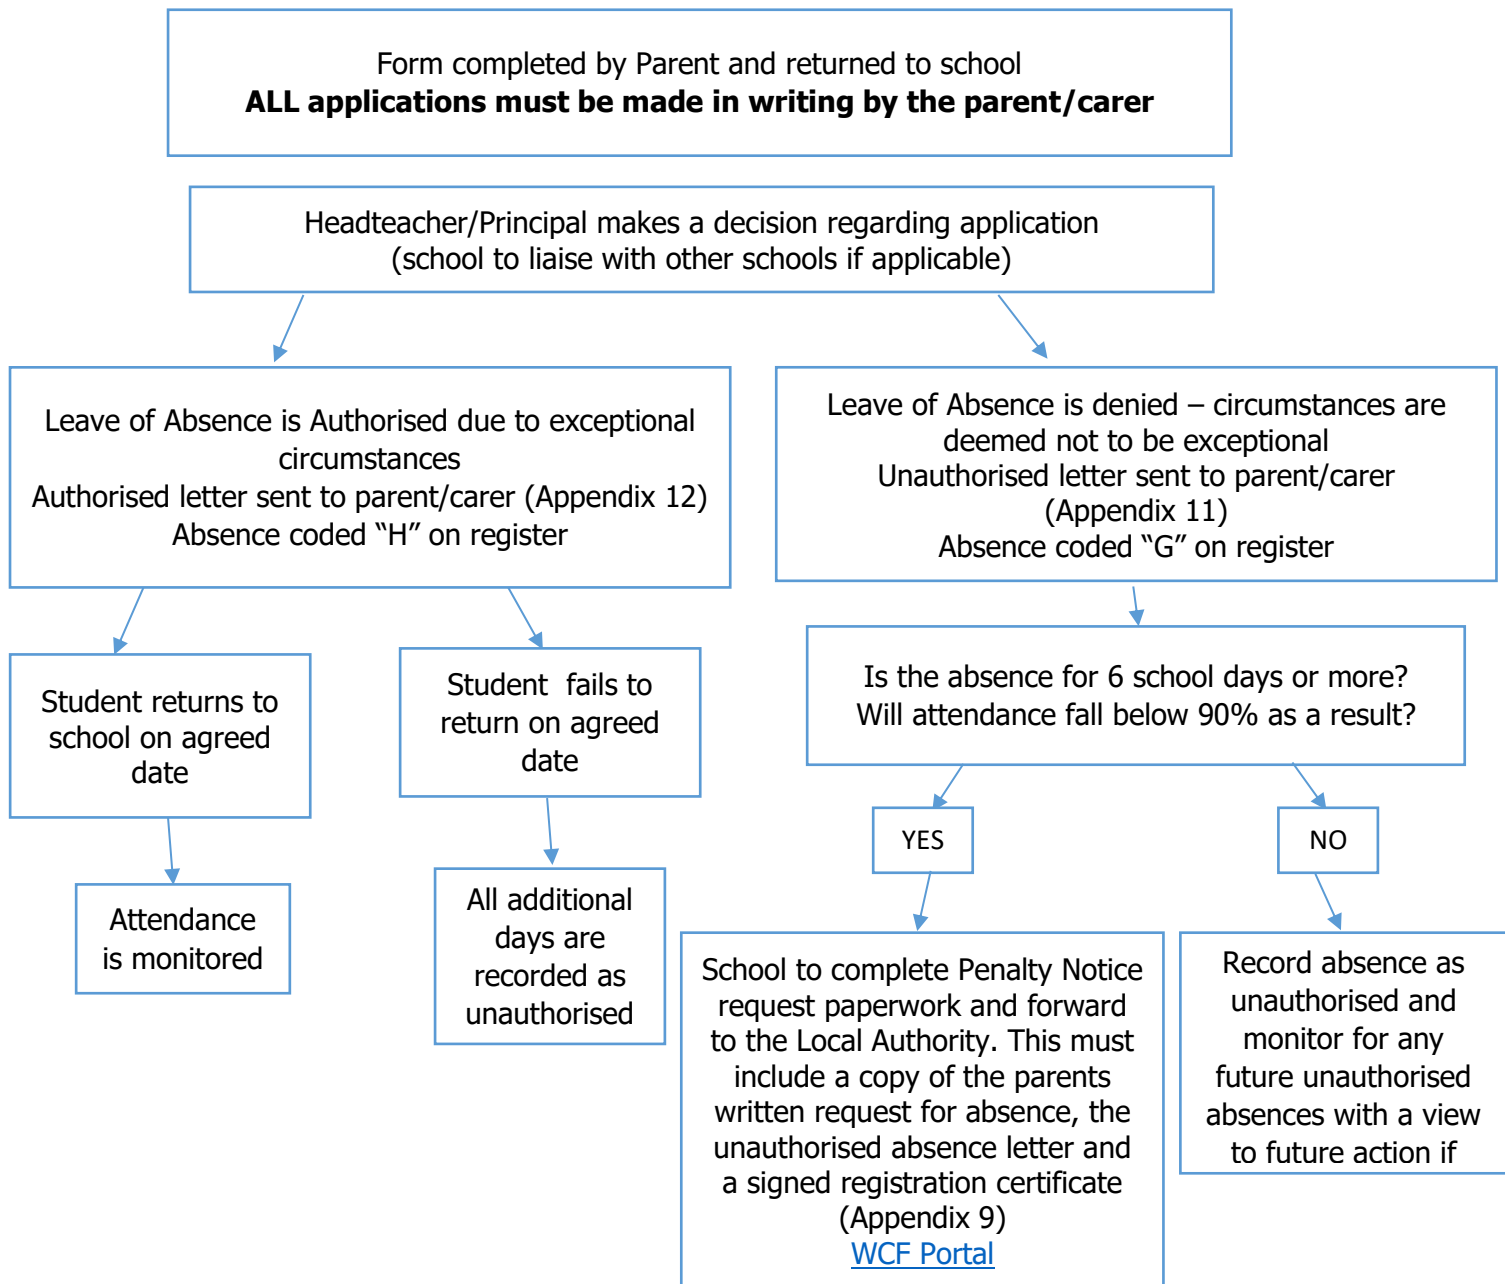 Form completed by Parent and returned to school
ALL applications must be made in writing by the parent/carer
Headteacher/Principal makes a decision regarding application
(school to liaise with other schools if applicable)
Leave of Absence is Authorised due to exceptional
circumstances
Authorised letter sent to parent/carer (Appendix 12)
Absence coded “H” on register
Leave of Absence is denied – circumstances are
deemed not to be exceptional
Unauthorised letter sent to parent/carer
(Appendix 11)
Absence coded “G” on register
Student returns to
school on agreed
date
Student  fails to
return on agreed
date
Is the absence for 6 school days or more?
Will attendance fall below 90% as a result?
YES
NO
Attendance
is monitored
All additional
days are
recorded as
unauthorised
School to complete Penalty Notice
request paperwork and forward
to the Local Authority. This must
include a copy of the parents
written request for absence, the
unauthorised absence letter and
a signed registration certificate
(Appendix 9)
WCF Portal
Record absence as
unauthorised and
monitor for any
future unauthorised
absences with a view
to future action if